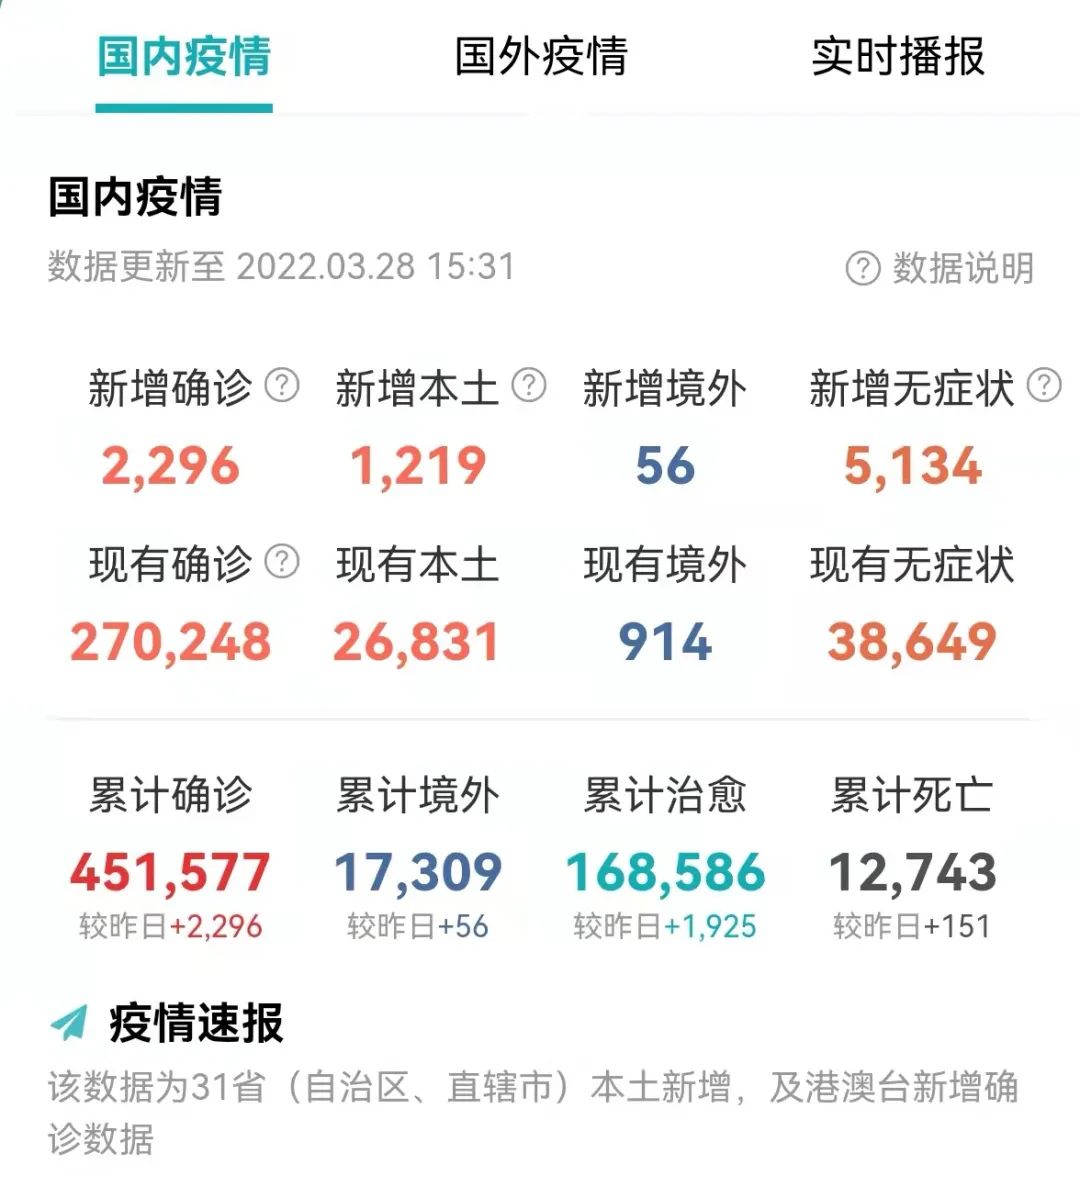 国内疫情 国外疫情 实时播报
国内疫情
数据更新至 2022.03.28 15:31 ? 数据说明
新增确诊 ? 新增本土 ? 新增境外 新增无症状 ?
2,296 1,219 56 5,134
现有确诊 ? 现有本土 现有境外 现有无症状
270,248 26,831 914 38,649
累计确诊 累计境外 累计治愈 累计死亡
451,577 17,309 168,586 12,743
较昨日+2,296 较昨日+56 较昨日+1,925 较昨日+151
疫情速报
该数据为31省（自治区、直辖市）本土新增，及港澳台新增确
诊数据